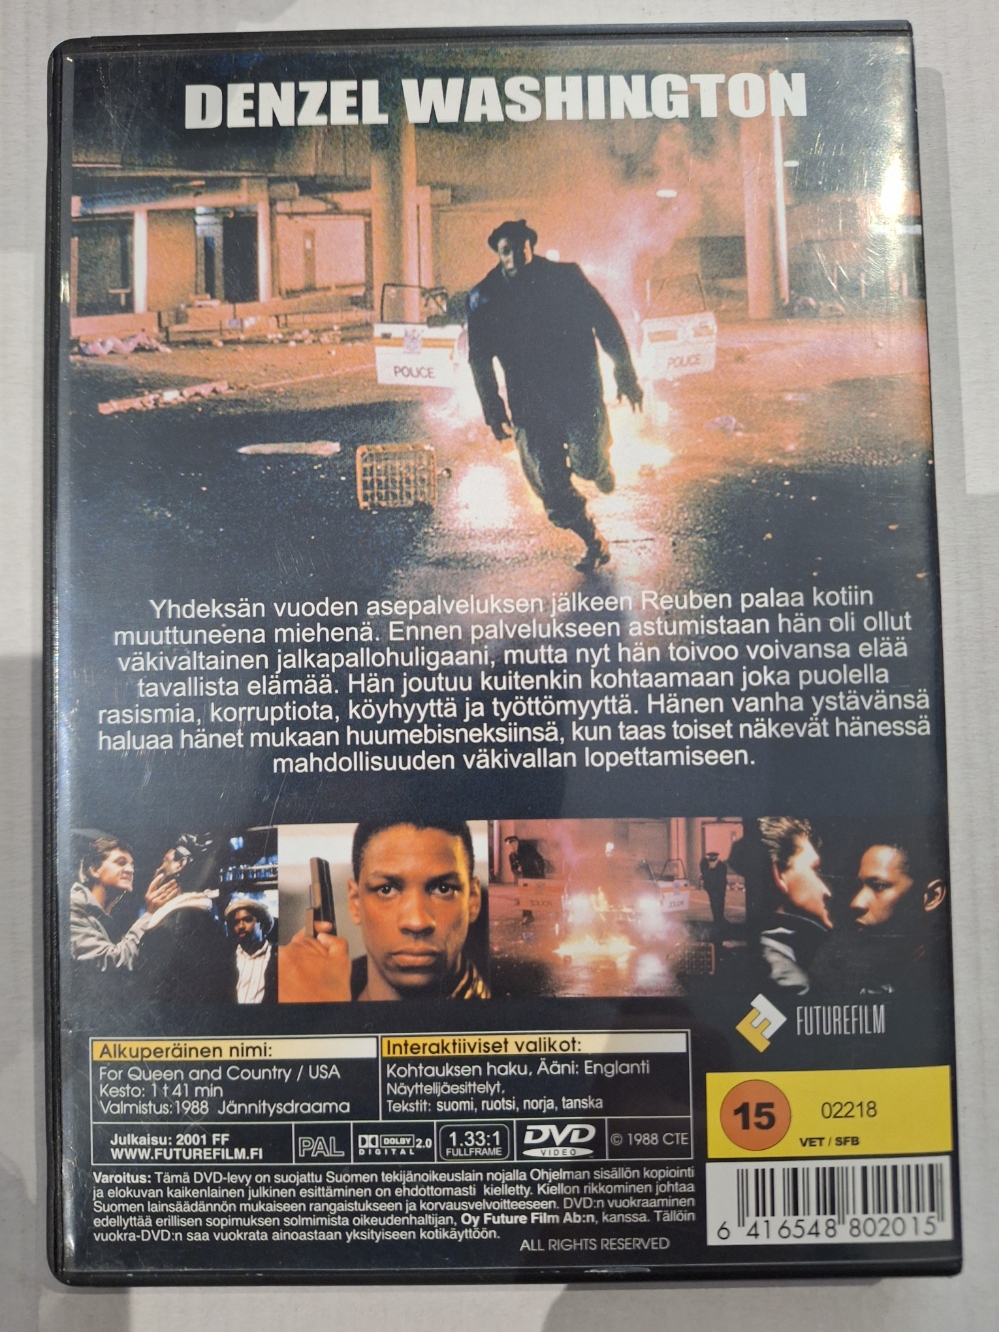 DENZEL WASHINGTON
POLICE
POLICE
Yhdeksän vuoden asepalveluksen jälkeen Reuben palaa kotiin
muuttuneena miehenä. Ennen palvelukseen astumistaan hän oli ollut
väkivaltainen jalkapallohuligaani, mutta nyt hän toivoo voivansa elää
tavallista elämää. Hän joutuu kuitenkin kohtaamaan joka puolella
rasismia, korruptiota, köyhyyttä ja työttömyyttä. Hänen vanha ystävänsä
haluaa hänet mukaan huumebisneksiinsä, kun taas toiset näkevät hänessä
mahdollisuuden väkivallan lopettamiseen.
FUTUREFILM
Alkuperäinen nimi:
For Queen and Country / USA
Kesto: 1 t 41 min
Valmistus:1988 Jännitysdraama
Interaktiiviset valikot:
Kohtauksen haku, Ääni: Englanti
Näyttelijäesittelyt,
Tekstit: suomi, ruotsi, norja, tanska
Julkaisu: 2001 FF
WWW.FUTUREFILM.FI
PAL
DOLBY
DIGITAL 2.0
1.33:1
FULLFRAME
DVD
VIDEO
© 1988 CTE
15
02218
VET / SFB
Varoitus: Tämä DVD-levy on suojattu Suomen tekijänoikeuslain nojalla Ohjelman sisällön kopiointi
ja elokuvan kaikenlainen julkinen esittäminen on ehdottomasti kielletty. Kiellon rikkominen johtaa
Suomen lainsäädännön mukaiseen rangaistukseen ja korvausvelvoitteeseen. DVD:n vuokraaminen
edellyttää erillisen sopimuksen solmimista oikeudenhaltijan, Oy Future Film Ab:n, kanssa. Tällöin
vuokra-DVD:n saa vuokrata ainoastaan yksityiseen kotikäyttöön.
ALL RIGHTS RESERVED
6 416548 802015